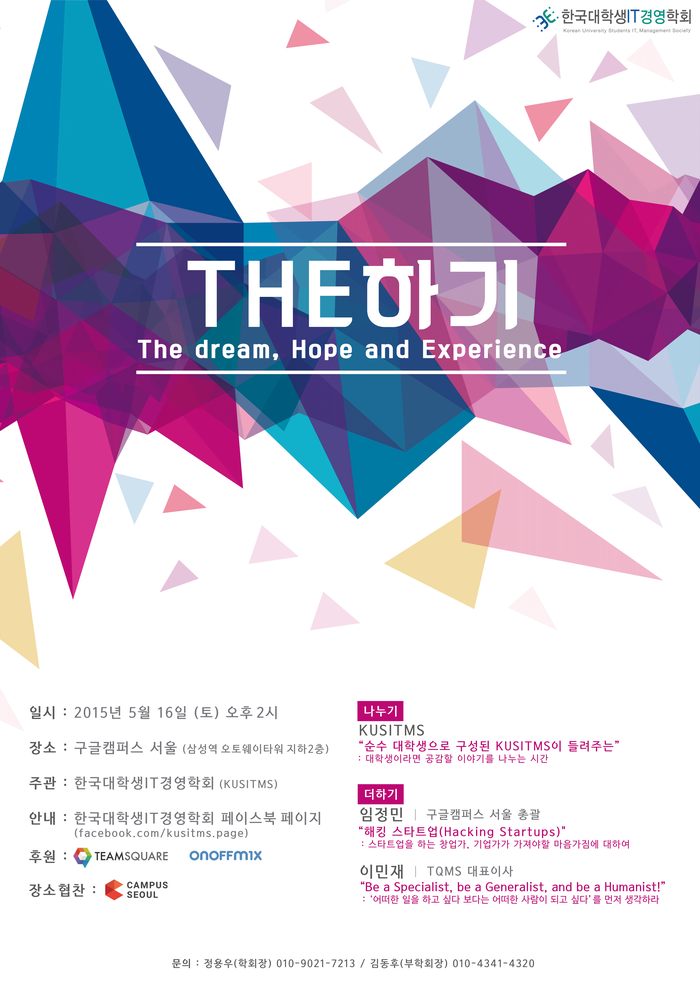 한국대학생IT경영학회
Korean University Students IT, Management Society
THE하기
The dream, Hope and Experience
일시 : 2015년 5월 16일 (토) 오후 2시
장소 : 구글캠퍼스 서울 (삼성역 오토웨이타워 지하2층)
주관 : 한국대학생IT경영학회 (KUSITMS)
안내 : 한국대학생IT경영학회 페이스북 페이지
(facebook.com/kusitms.page)
후원 : TEAMSQUARE ONOFFMIX
장소협찬 : CAMPUS SEOUL
나누기
KUSITMS
“순수 대학생으로 구성된 KUSITMS이 들려주는”
: 대학생이라면 공감할 이야기를 나누는 시간
더하기
임정민 | 구글캠퍼스 서울 총괄
“해킹 스타트업(Hacking Startups)”
: 스타트업을 하는 창업가, 기업가가 가져야할 마음가짐에 대하여
이민재 | TQMS 대표이사
“Be a Specialist, be a Generalist, and be a Humanist!”
: ‘어떠한 일을 하고 싶다 보다는 어떠한 사람이 되고 싶다’를 먼저 생각하라
문의 : 정용우(학회장) 010-9021-7213 / 김동후(부학회장) 010-4341-4320